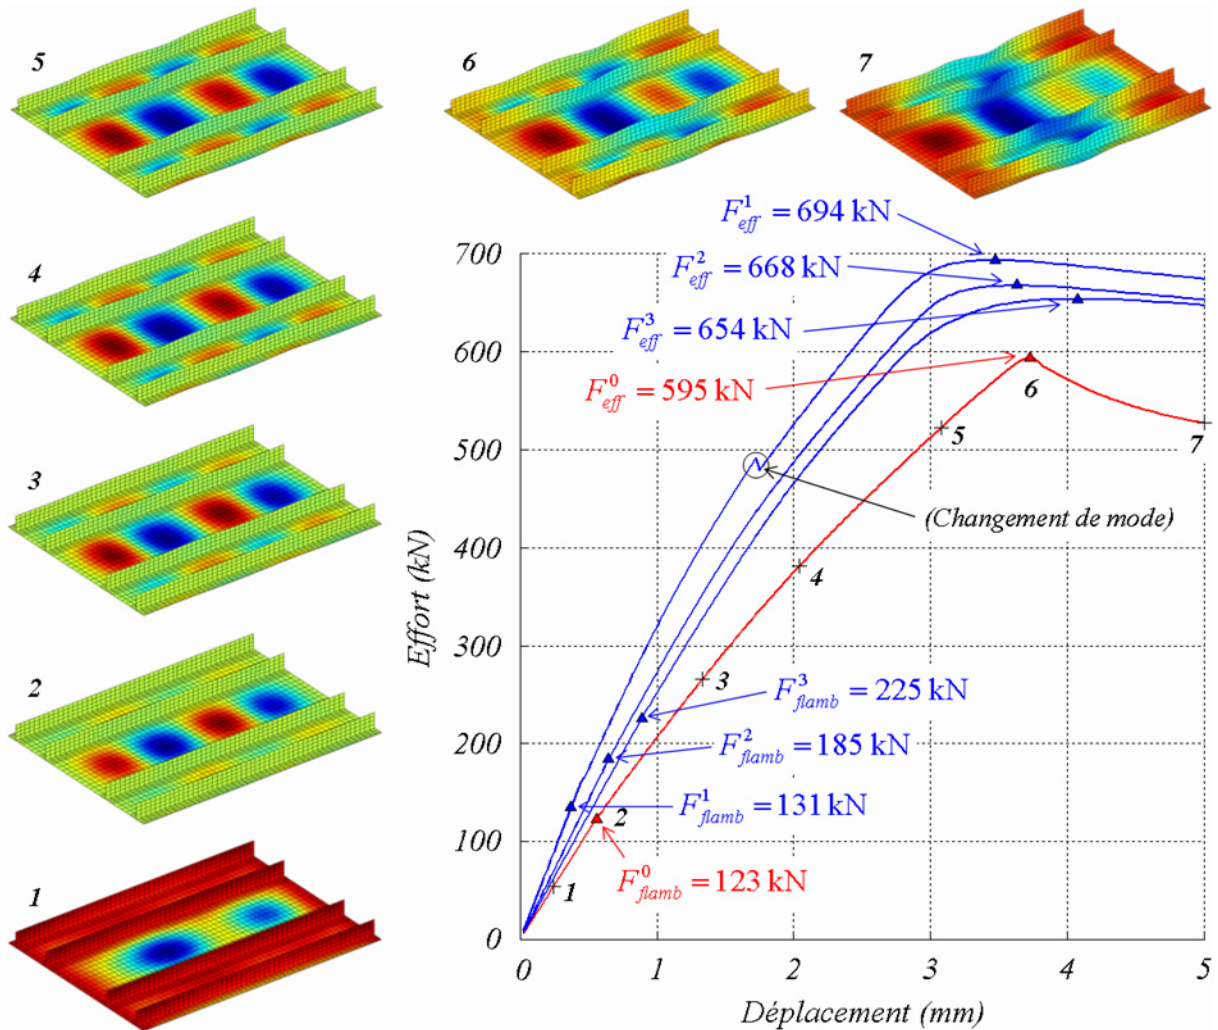 5
6
7
4
3
2
1
F¹eff = 694 kN
F²eff = 668 kN
F³eff = 654 kN
F⁰eff = 595 kN
700
600
500
400
300
200
100
0
Effort (kN)
6
5
7
(Changement de mode)
4
3
F³flamb = 225 kN
F²flamb = 185 kN
F¹flamb = 131 kN
2
F⁰flamb = 123 kN
1
0 1 2 3 4 5
Déplacement (mm)